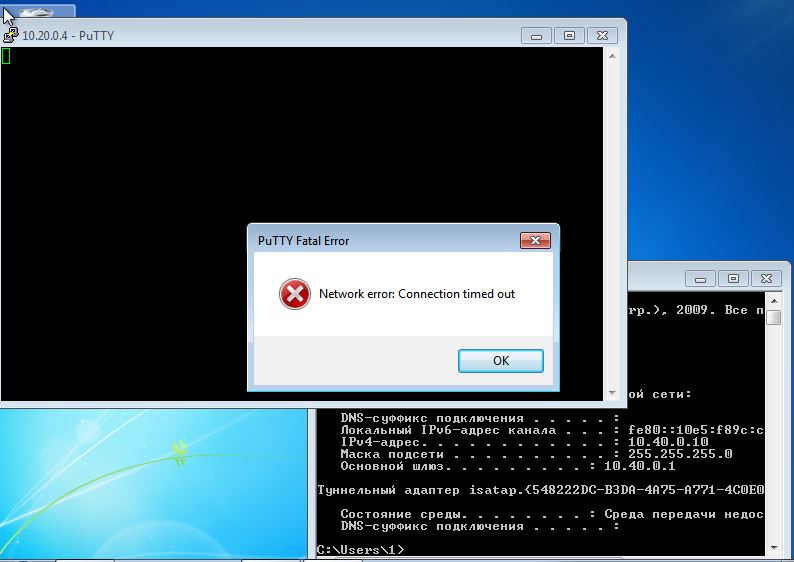 10.20.0.4 - PuTTY
PuTTY Fatal Error
Network error: Connection timed out
OK
rp.), 2009. Все п
ой сети:
DNS-суффикс подключения . . . . . :
Локальный IPv6-адрес канала . . . : fe80::10e5:f89c:c
IPv4-адрес. . . . . . . . . . . . : 10.40.0.10
Маска подсети . . . . . . . . . . : 255.255.255.0
Основной шлюз. . . . . . . . . : 10.40.0.1
Туннельный адаптер isatap.{548222DC-B3DA-4A75-A771-4C0E0
Состояние среды. . . . . . . . : Среда передачи недос
DNS-суффикс подключения . . . . . :
C:\Users\1>